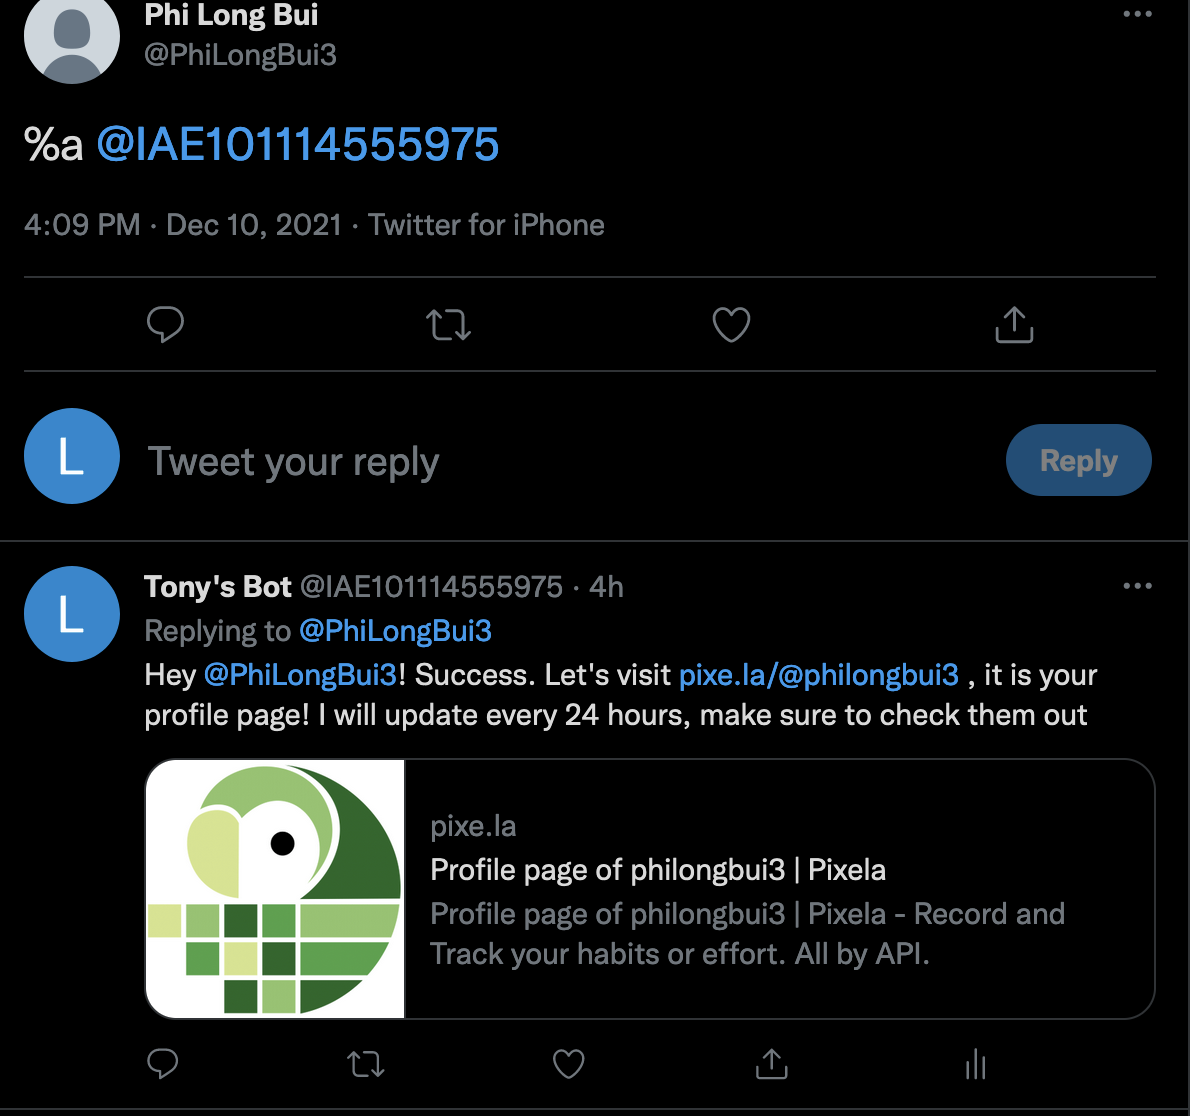 Phi Long Bui
@PhiLongBui3
%a @IAE101114555975
4:09 PM · Dec 10, 2021 · Twitter for iPhone
L
Tweet your reply
Reply
L
Tony's Bot @IAE101114555975 · 4h
Replying to @PhiLongBui3
Hey @PhiLongBui3! Success. Let's visit pixe.la/@philongbui3 , it is your
profile page! I will update every 24 hours, make sure to check them out
pixe.la
Profile page of philongbui3 | Pixela
Profile page of philongbui3 | Pixela - Record and
Track your habits or effort. All by API.